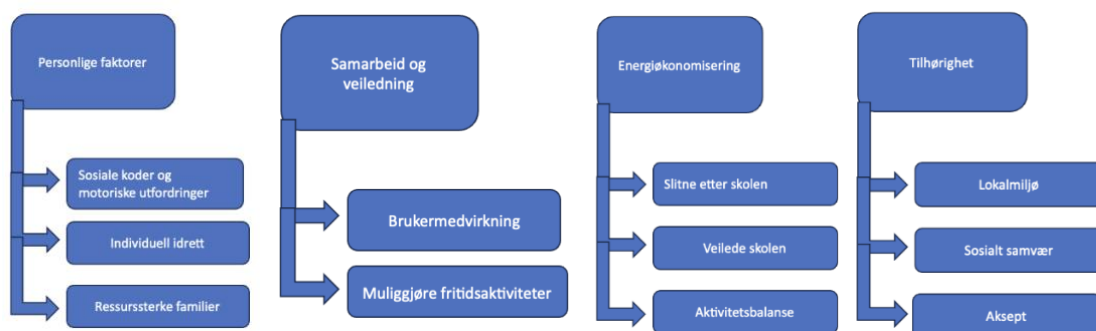 Personlige faktorer
Sosiale koder og
motoriske utfordringer
Individuell idrett
Ressurssterke familier
Samarbeid og
veiledning
Brukermedvirkning
Muliggjøre fritidsaktiviteter
Energiøkonomisering
Slitne etter skolen
Veilede skolen
Aktivitetsbalanse
Tilhørighet
Lokalmiljø
Sosialt samvær
Aksept